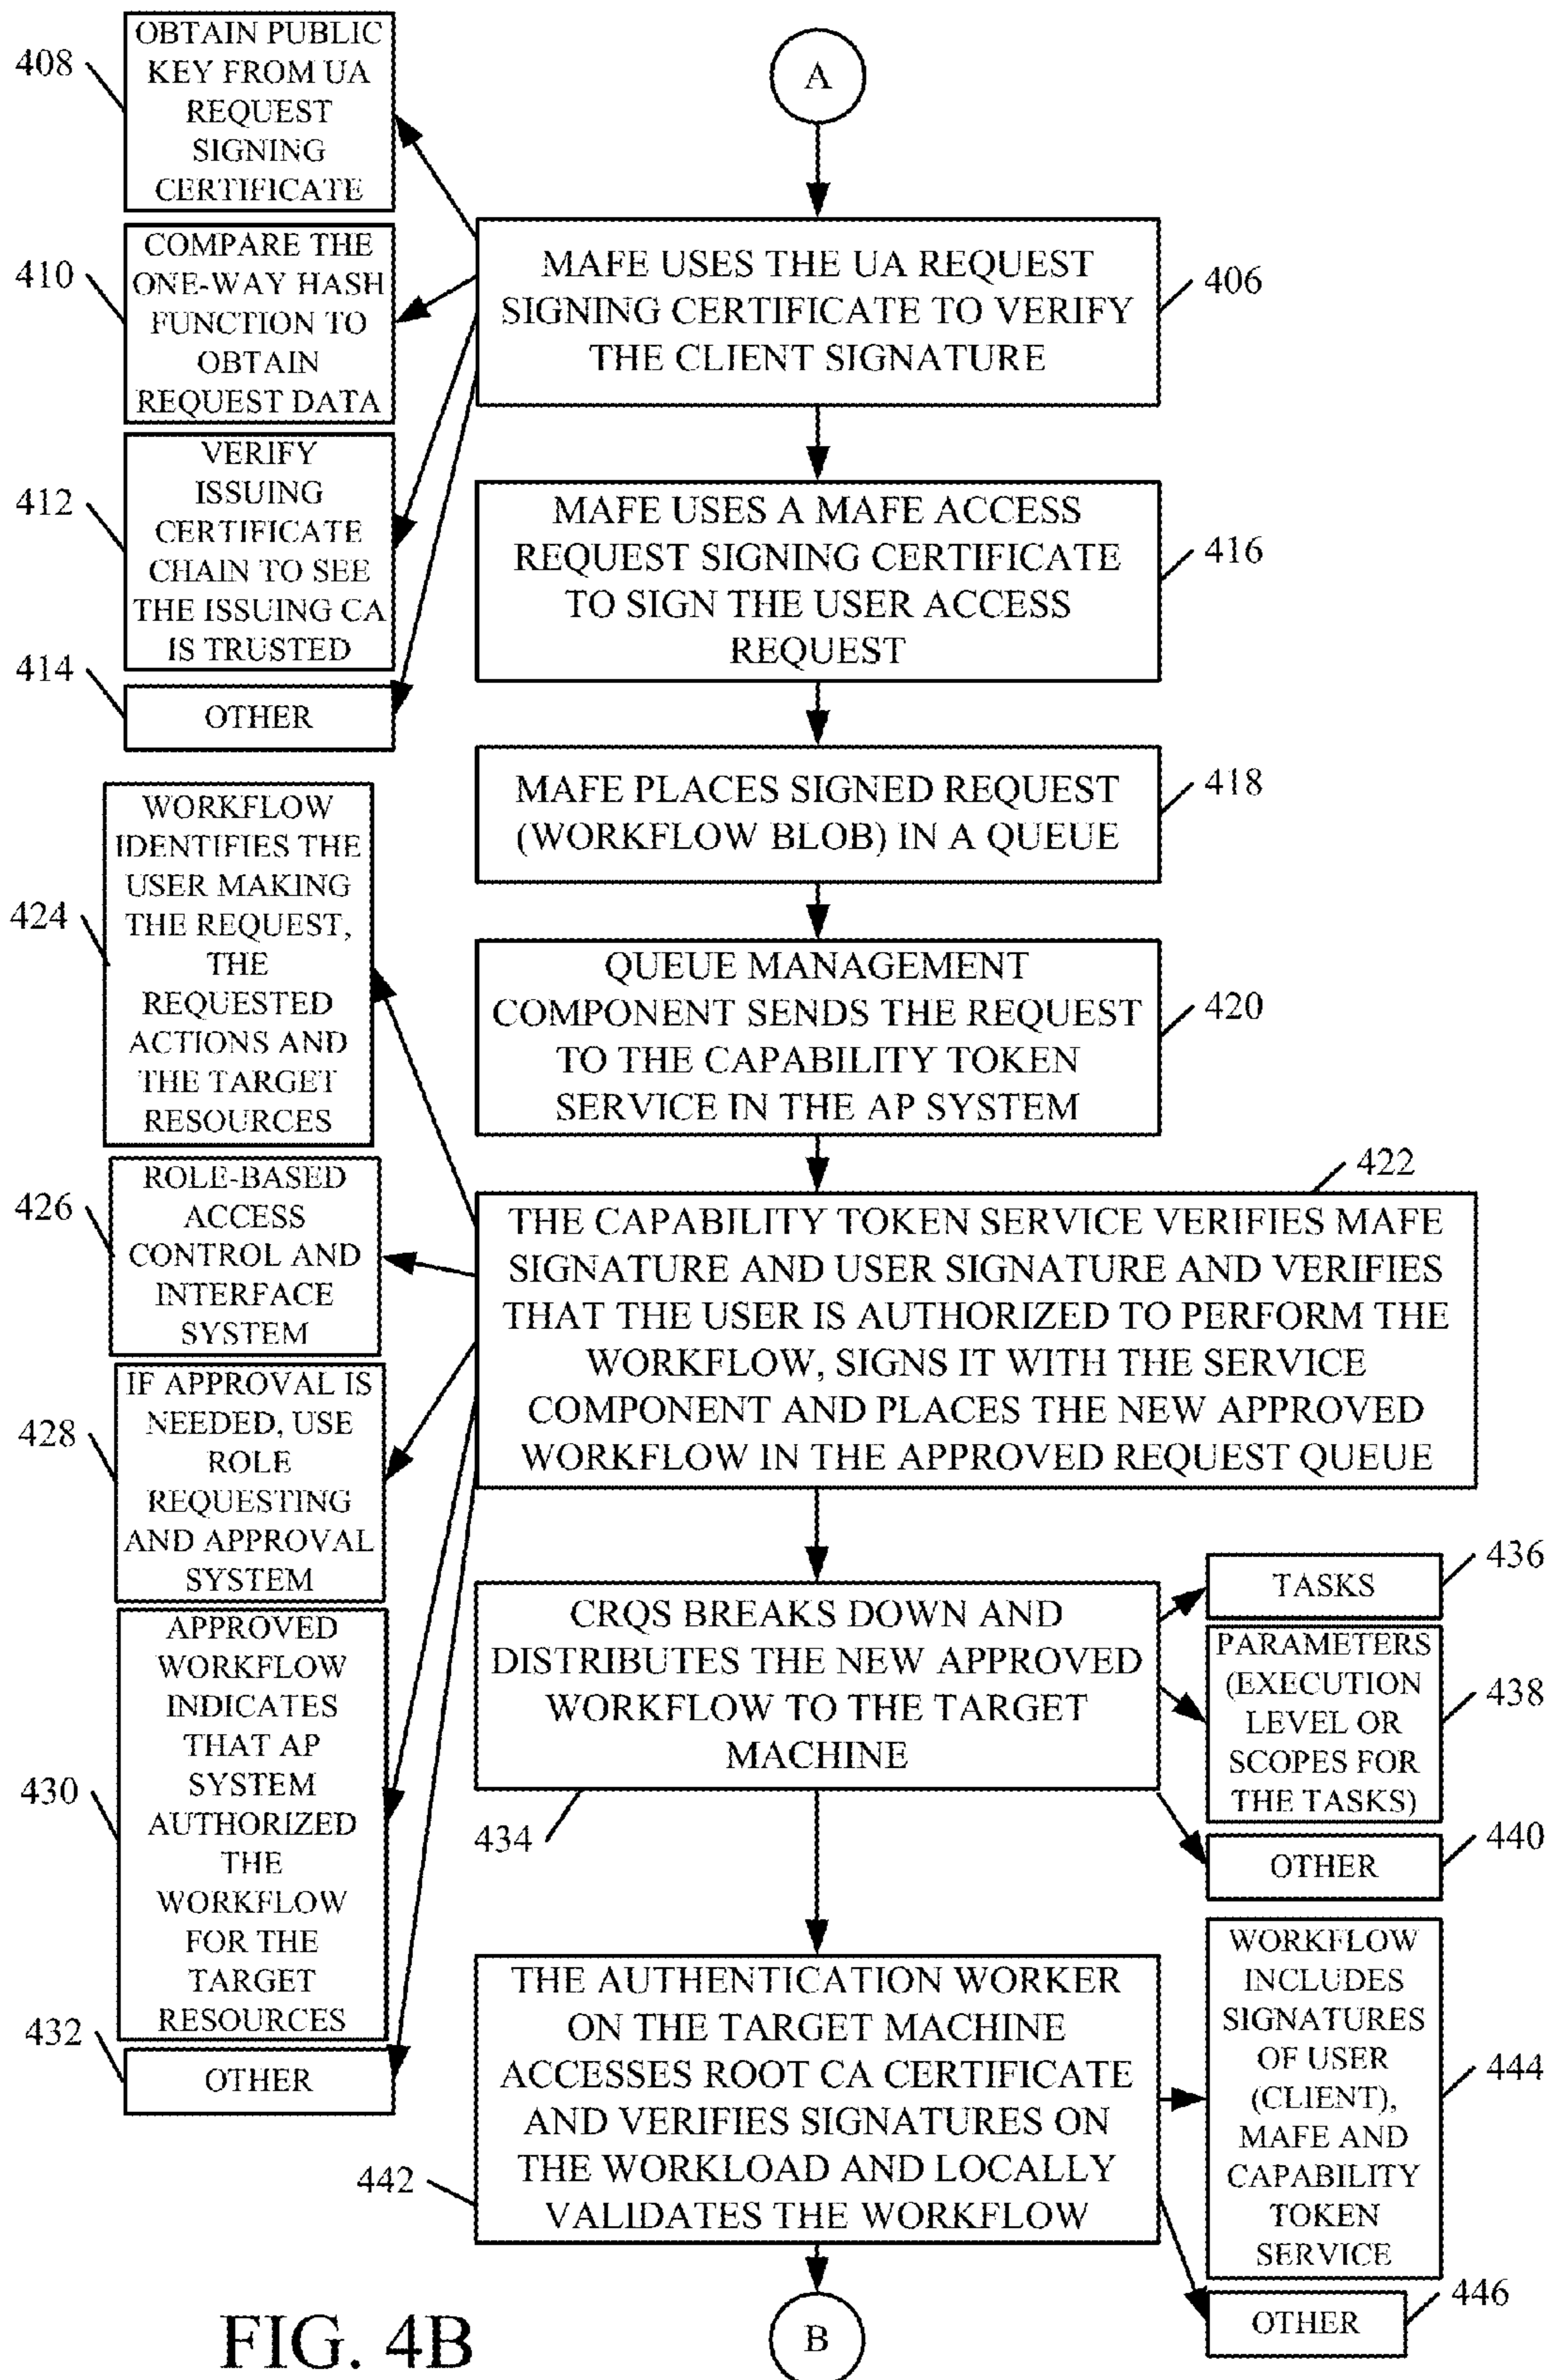 A
408
OBTAIN PUBLIC
KEY FROM UA
REQUEST
SIGNING
CERTIFICATE
410
COMPARE THE
ONE-WAY HASH
FUNCTION TO
OBTAIN
REQUEST DATA
412
VERIFY
ISSUING
CERTIFICATE
CHAIN TO SEE
THE ISSUING CA
IS TRUSTED
414
OTHER
MAFE USES THE UA REQUEST
SIGNING CERTIFICATE TO VERIFY
THE CLIENT SIGNATURE
406
MAFE USES A MAFE ACCESS
REQUEST SIGNING CERTIFICATE
TO SIGN THE USER ACCESS
REQUEST
416
MAFE PLACES SIGNED REQUEST
(WORKFLOW BLOB) IN A QUEUE
418
QUEUE MANAGEMENT
COMPONENT SENDS THE REQUEST
TO THE CAPABILITY TOKEN
SERVICE IN THE AP SYSTEM
420
424
WORKFLOW
IDENTIFIES THE
USER MAKING
THE REQUEST,
THE
REQUESTED
ACTIONS AND
THE TARGET
RESOURCES
426
ROLE-BASED
ACCESS
CONTROL AND
INTERFACE
SYSTEM
428
IF APPROVAL IS
NEEDED, USE
ROLE
REQUESTING
AND APPROVAL
SYSTEM
430
APPROVED
WORKFLOW
INDICATES
THAT AP
SYSTEM
AUTHORIZED
THE
WORKFLOW
FOR THE
TARGET
RESOURCES
432
OTHER
422
THE CAPABILITY TOKEN SERVICE VERIFIES MAFE
SIGNATURE AND USER SIGNATURE AND VERIFIES
THAT THE USER IS AUTHORIZED TO PERFORM THE
WORKFLOW, SIGNS IT WITH THE SERVICE
COMPONENT AND PLACES THE NEW APPROVED
WORKFLOW IN THE APPROVED REQUEST QUEUE
CRQS BREAKS DOWN AND
DISTRIBUTES THE NEW APPROVED
WORKFLOW TO THE TARGET
MACHINE
434
TASKS
436
PARAMETERS
(EXECUTION
LEVEL OR
SCOPES FOR
THE TASKS)
438
OTHER
440
THE AUTHENTICATION WORKER
ON THE TARGET MACHINE
ACCESSES ROOT CA CERTIFICATE
AND VERIFIES SIGNATURES ON
THE WORKLOAD AND LOCALLY
VALIDATES THE WORKFLOW
442
WORKFLOW
INCLUDES
SIGNATURES
OF USER
(CLIENT),
MAFE AND
CAPABILITY
TOKEN
SERVICE
444
OTHER
446
B
FIG. 4B